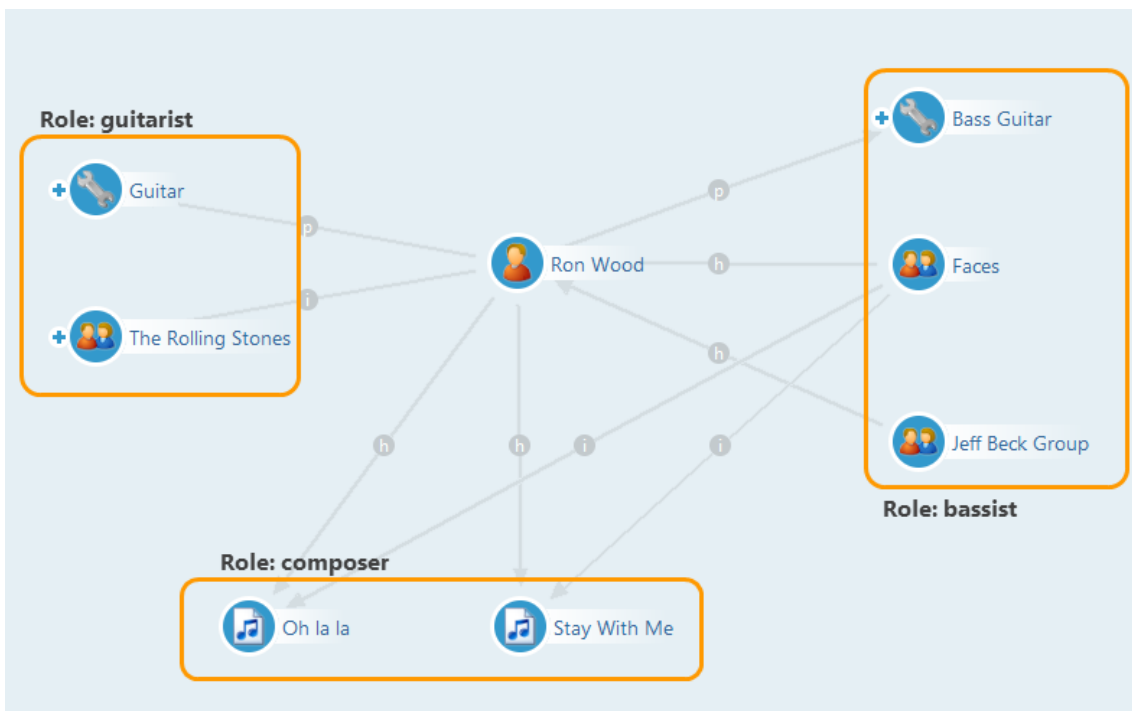 Role: guitarist
Guitar
The Rolling Stones
p
i
Ron Wood
Bass Guitar
Faces
Jeff Beck Group
Role: bassist
p
h
h
h
h
i
i
Role: composer
Oh la la
Stay With Me